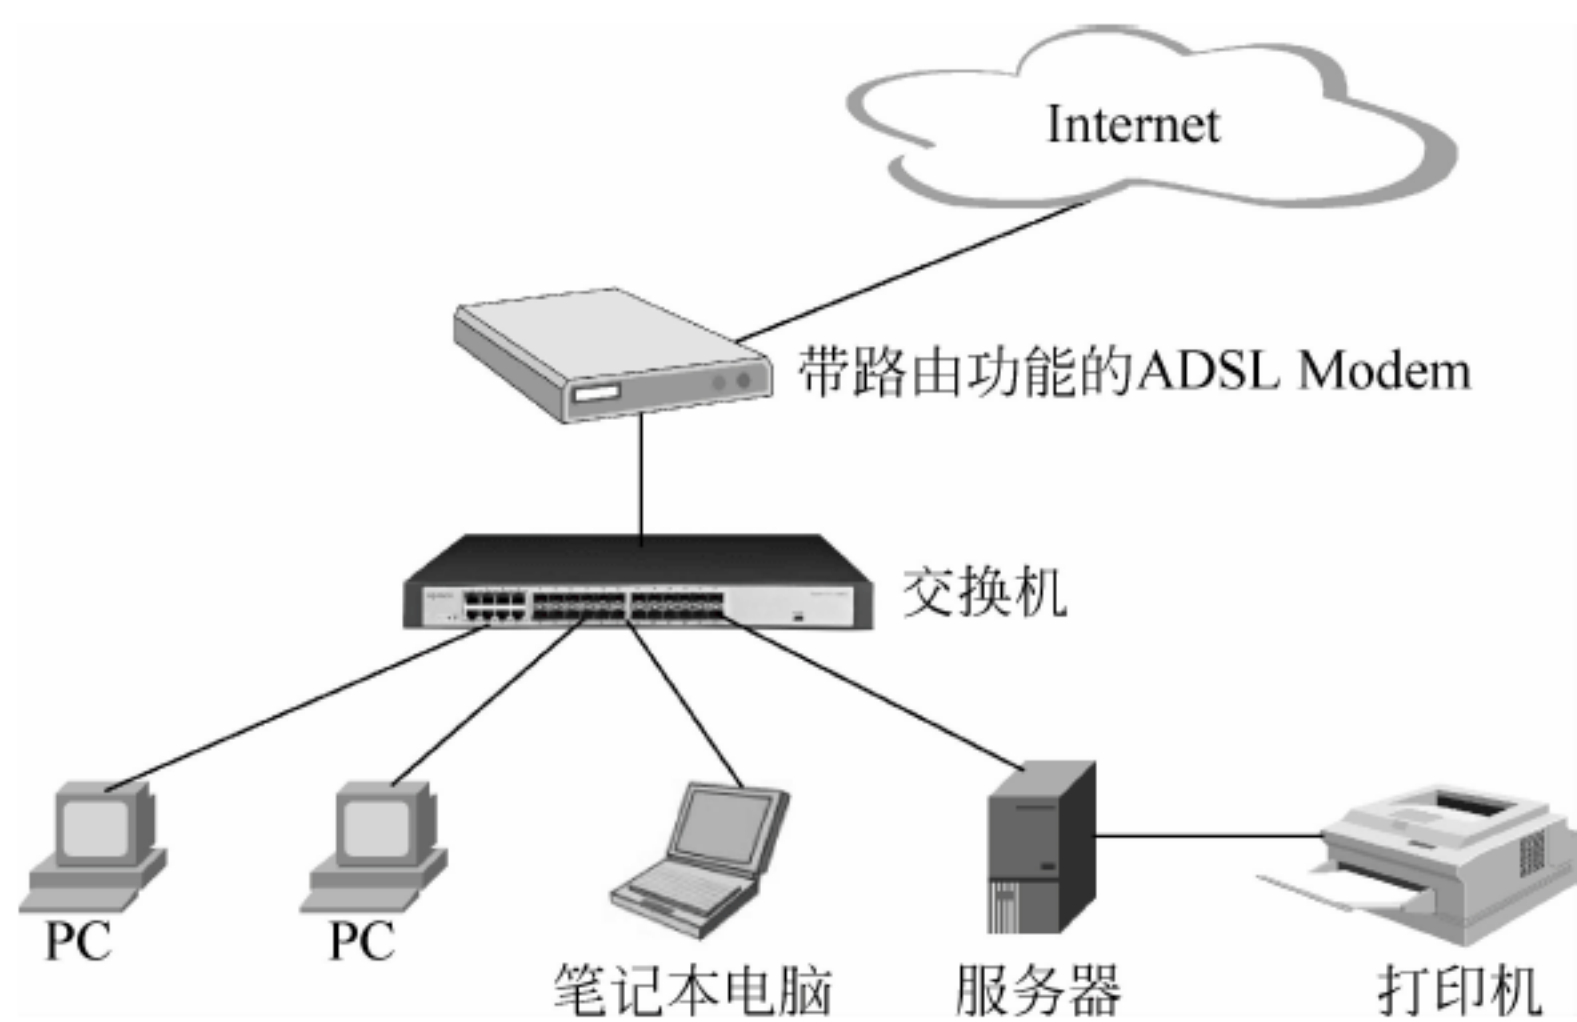 Internet
带路由功能的ADSL Modem
交换机
PC
PC
笔记本电脑
服务器
打印机